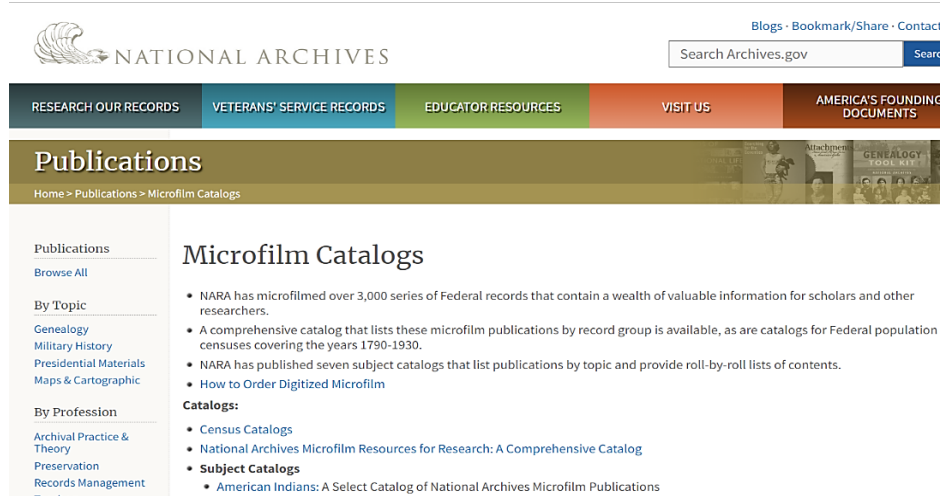 Blogs · Bookmark/Share · Contact
NATIONAL ARCHIVES
Search Archives.gov
RESEARCH OUR RECORDS
VETERANS' SERVICE RECORDS
EDUCATOR RESOURCES
VISIT US
AMERICA'S FOUNDING
DOCUMENTS
Publications
Attachments
GENEALOGY
TOOL KIT
Home > Publications > Microfilm Catalogs
Publications
Browse All
By Topic
Genealogy
Military History
Presidential Materials
Maps & Cartographic
By Profession
Archival Practice &
Theory
Preservation
Records Management
Microfilm Catalogs
• NARA has microfilmed over 3,000 series of Federal records that contain a wealth of valuable information for scholars and other
researchers.
• A comprehensive catalog that lists these microfilm publications by record group is available, as are catalogs for Federal population
censuses covering the years 1790-1930.
• NARA has published seven subject catalogs that list publications by topic and provide roll-by-roll lists of contents.
• How to Order Digitized Microfilm
Catalogs:
• Census Catalogs
• National Archives Microfilm Resources for Research: A Comprehensive Catalog
• Subject Catalogs
• American Indians: A Select Catalog of National Archives Microfilm Publications